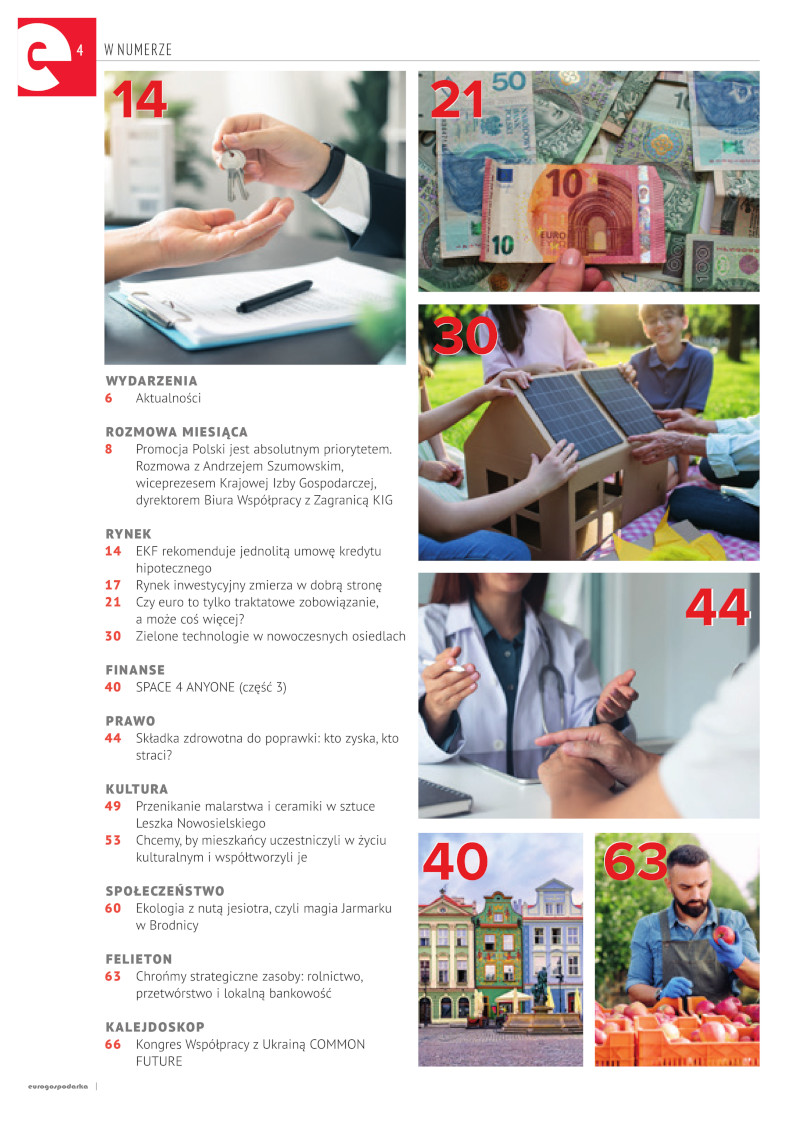 4
W NUMERZE
14
21
30
44
40
63
WYDARZENIA
6 Aktualności
ROZMOWA MIESIĄCA
8 Promocja Polski jest absolutnym priorytetem.
Rozmowa z Andrzejem Szumowskim,
wiceprezesem Krajowej Izby Gospodarczej,
dyrektorem Biura Współpracy z Zagranicą KIG
RYNEK
14 EKF rekomenduje jednolitą umowę kredytu
hipotecznego
17 Rynek inwestycyjny zmierza w dobrą stronę
21 Czy euro to tylko traktatowe zobowiązanie,
a może coś więcej?
30 Zielone technologie w nowoczesnych osiedlach
FINANSE
40 SPACE 4 ANYONE (część 3)
PRAWO
44 Składka zdrowotna do poprawki: kto zyska, kto
straci?
KULTURA
49 Przenikanie malarstwa i ceramiki w sztuce
Leszka Nowosielskiego
53 Chcemy, by mieszkańcy uczestniczyli w życiu
kulturalnym i współtworzyli je
SPOŁECZEŃSTWO
60 Ekologia z nutą jesiotra, czyli magia Jarmarku
w Brodnicy
FELIETON
63 Chrońmy strategiczne zasoby: rolnictwo,
przetwórstwo i lokalną bankowość
KALEJDOSKOP
66 Kongres Współpracy z Ukrainą COMMON
FUTURE
eurogospodarka
50
10
EURO
10
100